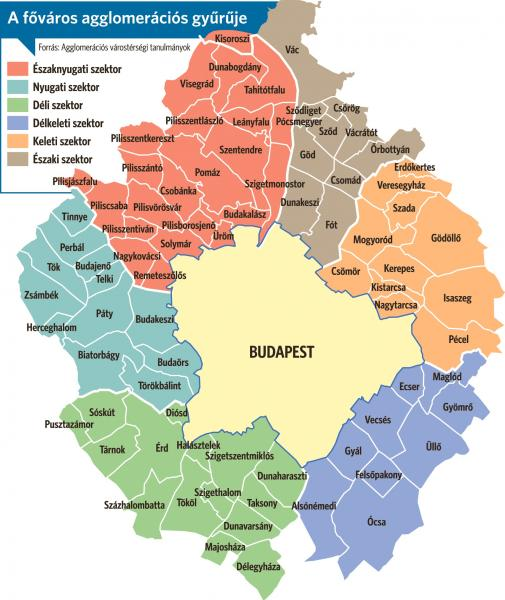 A főváros agglomerációs gyűrűje
Forrás: Agglomerációs várostérségi tanulmányok
Északnyugati szektor
Nyugati szektor
Déli szektor
Délkeleti szektor
Keleti szektor
Északi szektor
Kisoroszi
Vác
Dunabogdány
Visegrád
Tahitótfalu
Sződliget
Csörög
Pilisszentlászló
Leányfalu
Pócsmegyer
Sződ
Vácrátót
Pilisszentkereszt
Szentendre
Göd
Őrbottyán
Pilisszántó
Pomáz
Erdőkertes
Pilisjászfalu
Csobánka
Szigetmonostor
Csomád
Veresegyház
Piliscsaba
Pilisvörösvár
Dunakeszi
Szada
Tinnye
Budakalász
Pilisszentiván
Pilisborosjenő
Fót
Üröm
Gödöllő
Perbál
Solymár
Mogyoród
Nagykovácsi
Tök
Budajenő
Remeteszőlős
Csömör
Kerepes
Telki
Kistarcsa
Zsámbék
Isaszeg
Nagytarcsa
Páty
Budakeszi
Herceghalom
Pécel
Biatorbágy
BUDAPEST
Budaörs
Maglód
Törökbálint
Ecser
Sóskút
Diósd
Gyömrő
Pusztazámor
Vecsés
Tárnok
Érd
Halásztelek
Üllő
Szigetszentmiklós
Gyál
Dunaharaszti
Felsőpakony
Szigethalom
Százhalombatta
Tököl
Taksony
Alsónémedi
Dunavarsány
Ócsa
Majosháza
Délegyháza